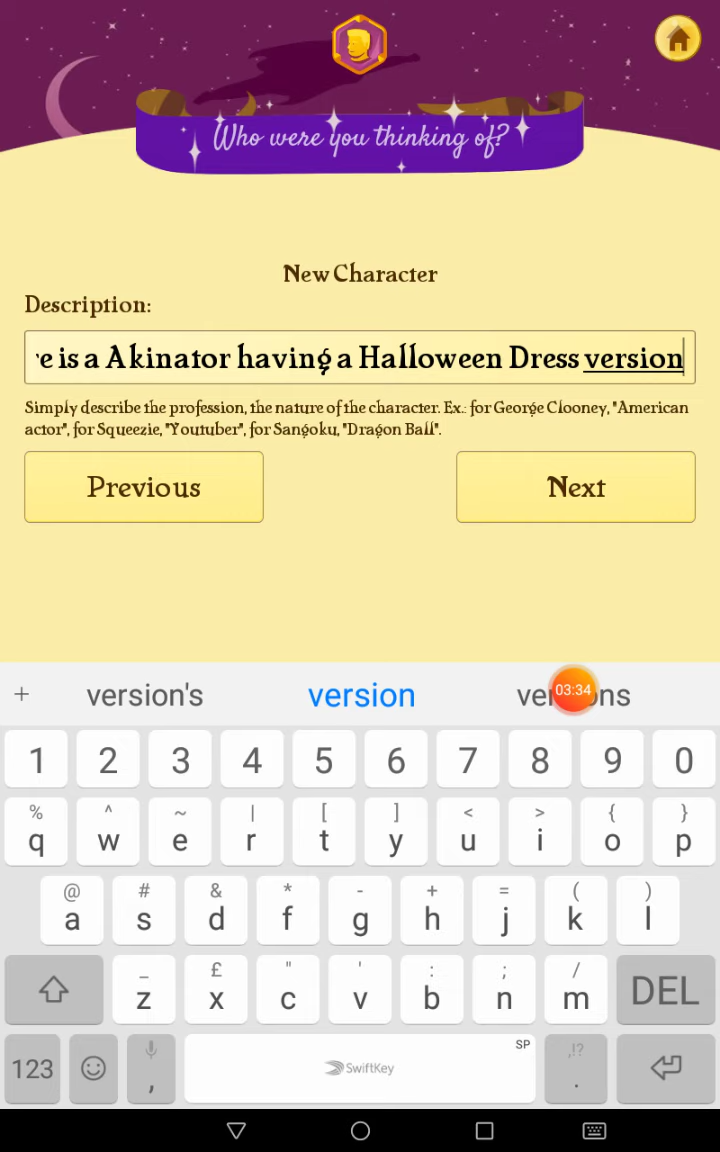 Who were you thinking of?
New Character
Description:
e is a Akinator having a Halloween Dress version
Simply describe the profession, the nature of the character. Ex.: for George Clooney, "American
actor", for Squeezie, "Youtuber", for Sangoku, "Dragon Ball".
Previous Next
+ version's version 03:34
1 2 3 4 5 6 7 8 9 0
% ^ ~ | [ ] < > { }
q w e r t y u i o p
@ # & * - + = ( )
a s d f g h j k l
_ £ " ' : ; /
z x c v b n m DEL
SP ,!?
123 , SwiftKey .